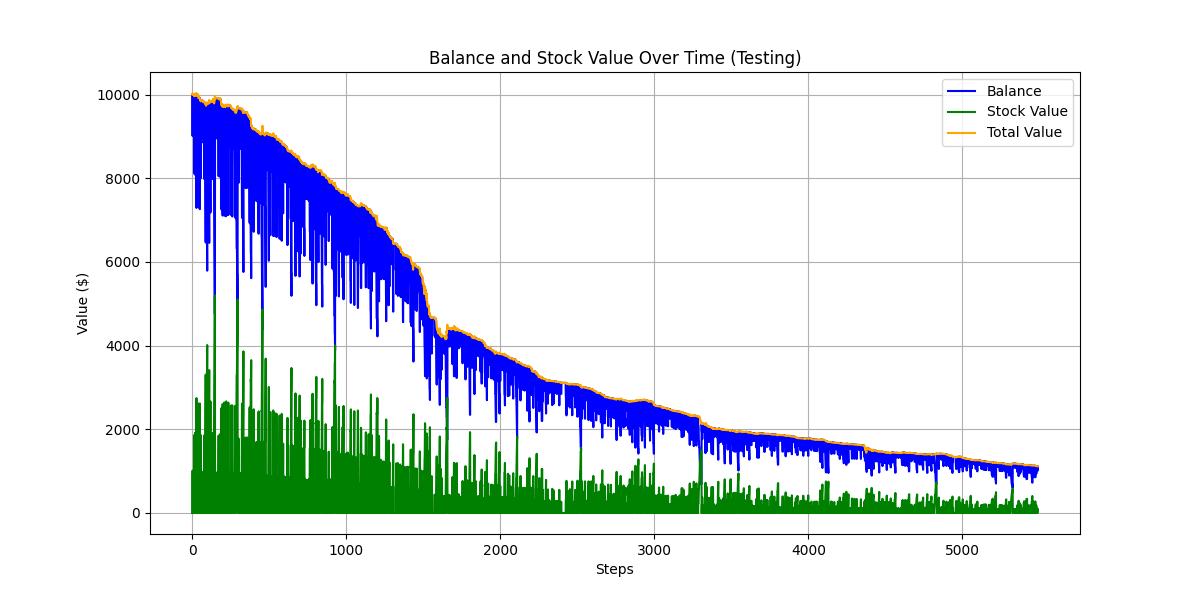 Balance and Stock Value Over Time (Testing)
Balance
Stock Value
Total Value
Value ($)
10000
8000
6000
4000
2000
0
0 1000 2000 3000 4000 5000
Steps